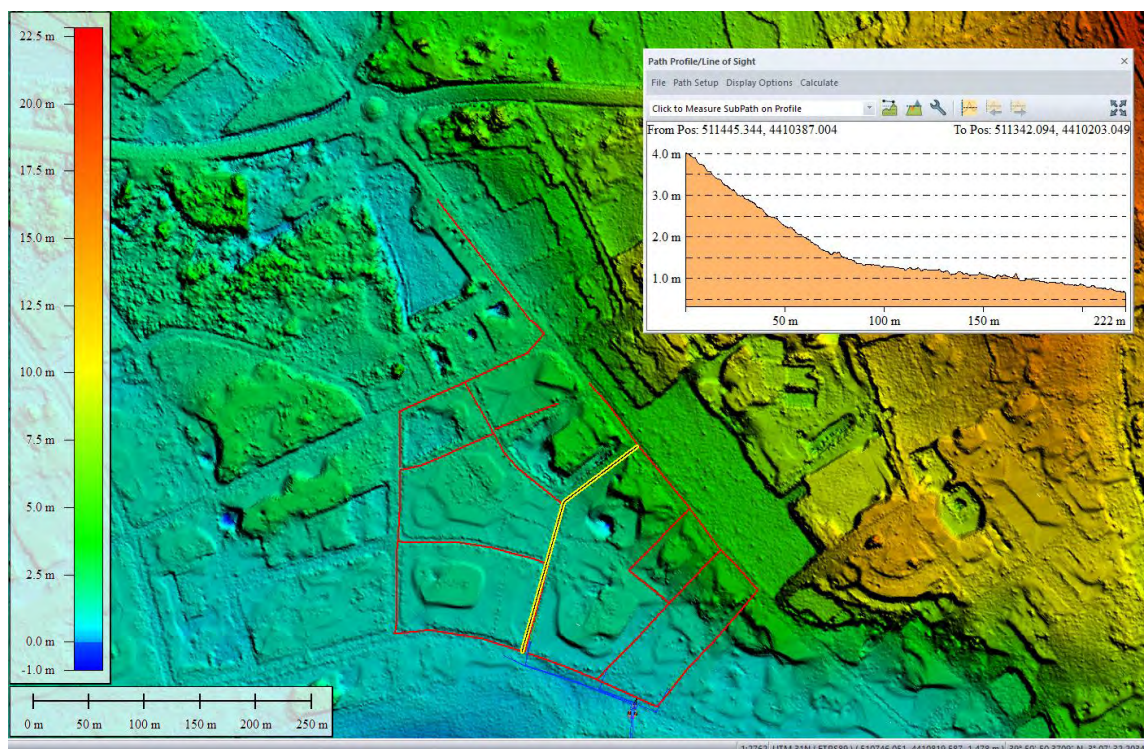 22.5 m
20.0 m
17.5 m
15.0 m
12.5 m
10.0 m
7.5 m
5.0 m
2.5 m
0.0 m
-1.0 m
0 m 50 m 100 m 150 m 200 m 250 m
Path Profile/Line of Sight
File Path Setup Display Options Calculate
Click to Measure SubPath on Profile
From Pos: 511445.344, 4410387.004 To Pos: 511342.094, 4410203.049
4.0 m
3.0 m
2.0 m
1.0 m
50 m 100 m 150 m 222 m